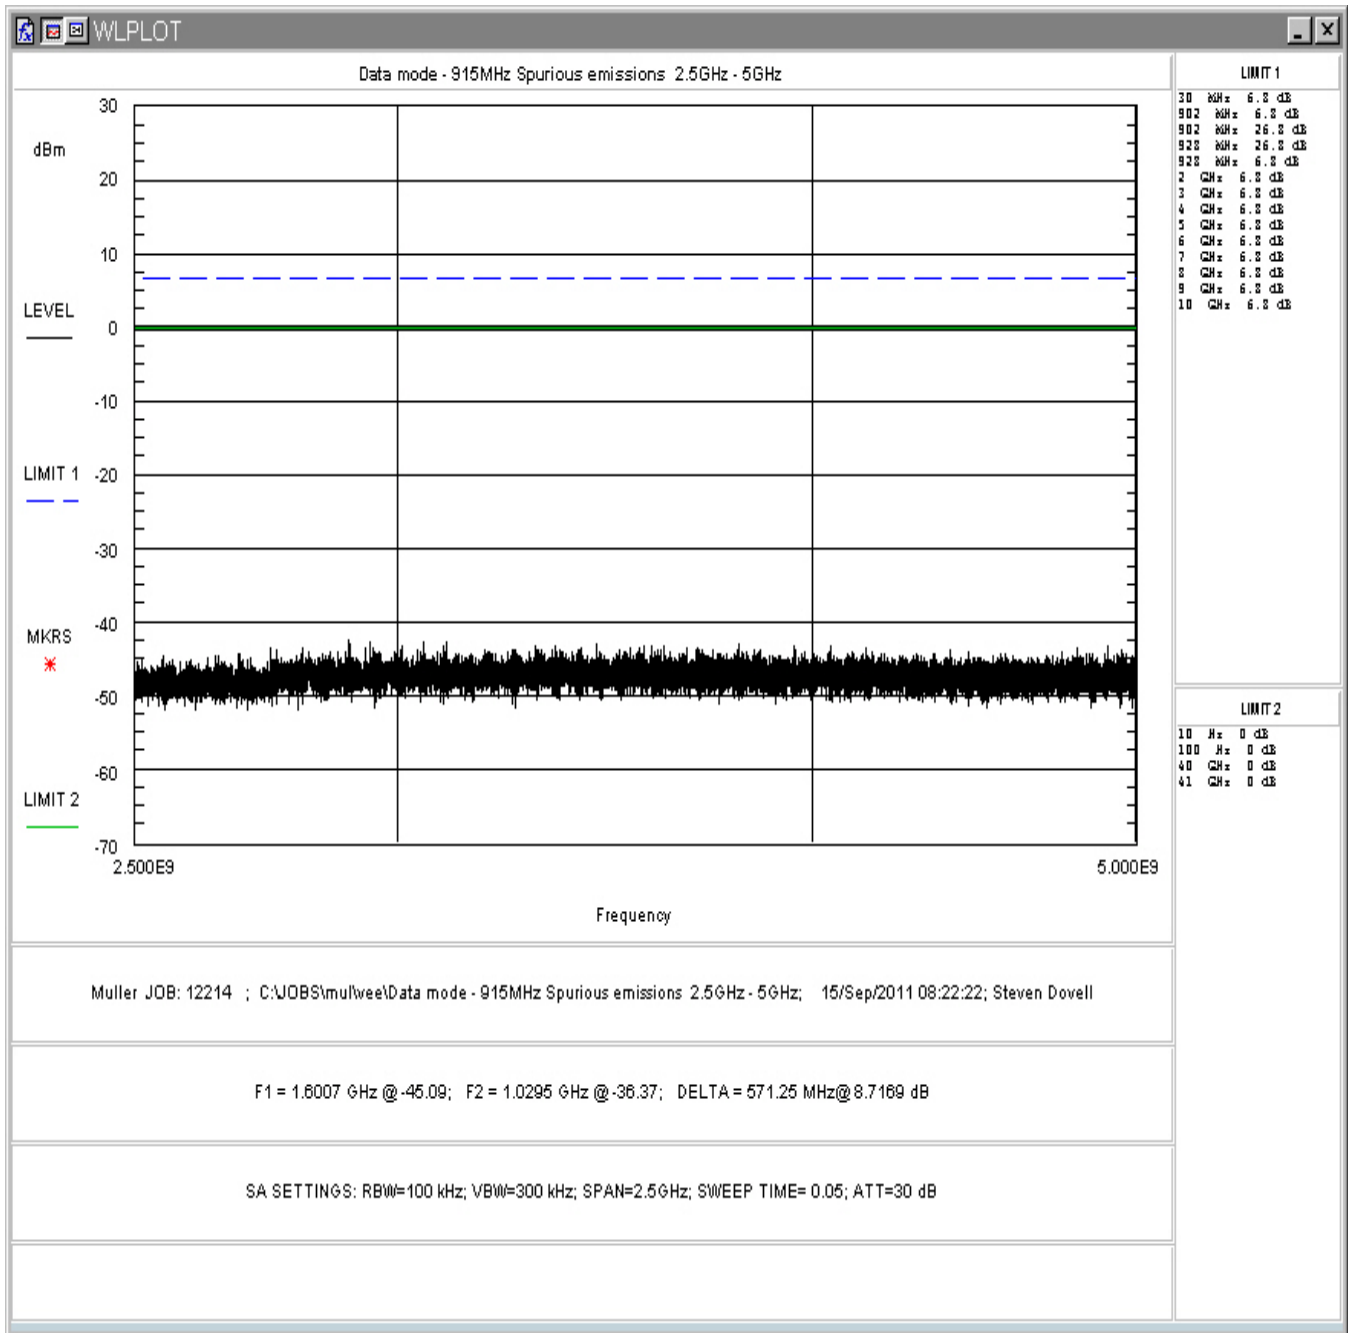 WLPLOT
Data mode - 915MHz Spurious emissions 2.5GHz - 5GHz
30
dBm
20
10
LEVEL
0
-10
LIMIT 1
-20
-30
MKRS
-40
-50
LIMIT 2
-60
-70
2.500E9
5.000E9
Frequency
LIMIT 1
30 MHz 6.8 dB
902 MHz 6.8 dB
902 MHz 26.8 dB
928 MHz 26.8 dB
928 MHz 6.8 dB
2 GHz 6.8 dB
3 GHz 6.8 dB
4 GHz 6.8 dB
5 GHz 6.8 dB
6 GHz 6.8 dB
7 GHz 6.8 dB
8 GHz 6.8 dB
9 GHz 6.8 dB
10 GHz 6.8 dB
LIMIT 2
10 Hz 0 dB
100 Hz 0 dB
40 GHz 0 dB
41 GHz 0 dB
Muller JOB: 12214 ; C:\JOBS\mul\vee\Data mode - 915MHz Spurious emissions 2.5GHz - 5GHz; 15/Sep/2011 08:22:22; Steven Dovell
F1 = 1.6007 GHz @ -45.09; F2 = 1.0295 GHz @ -36.37; DELTA = 571.25 MHz@ 8.7169 dB
SA SETTINGS: RBW=100 kHz; VBW=300 kHz; SPAN=2.5GHz; SWEEP TIME= 0.05; ATT=30 dB